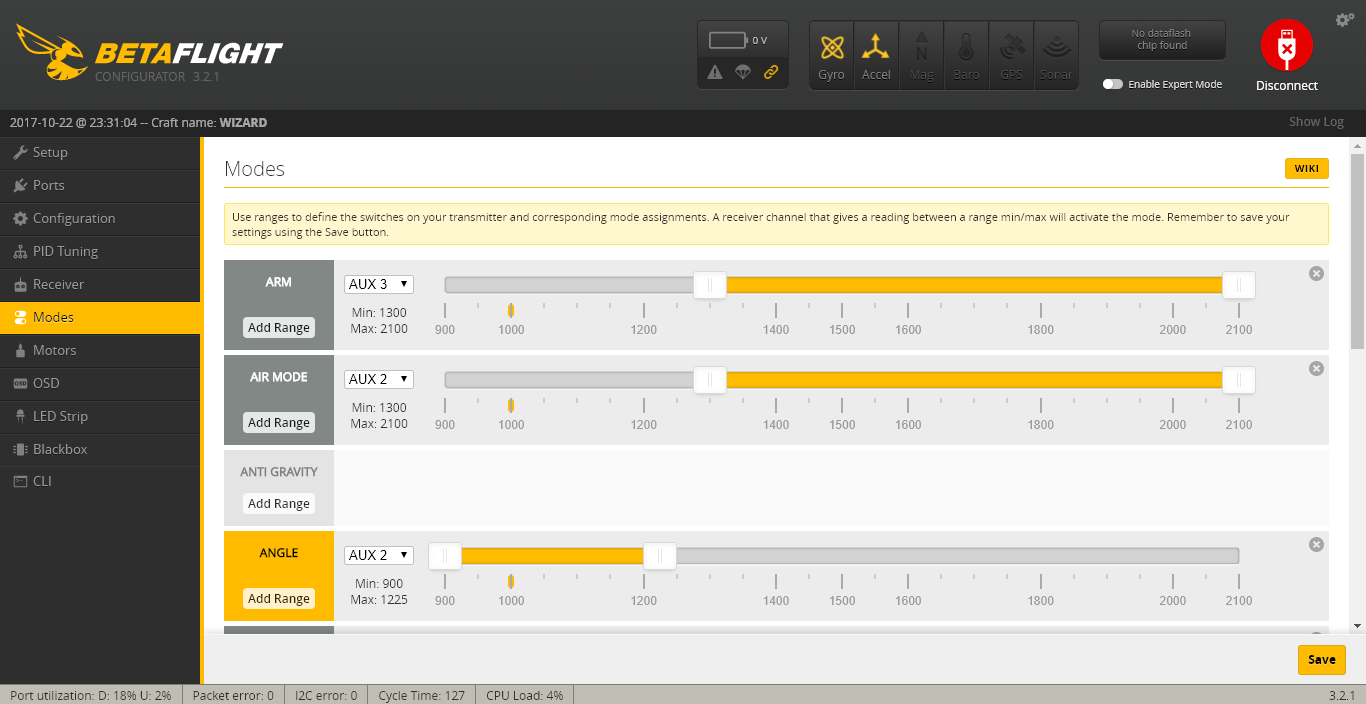 BETAFLIGHT
CONFIGURATOR 3.2.1
0 V
Gyro
Accel
Mag
Baro
GPS
Sonar
No dataflash
chip found
Enable Expert Mode
Disconnect
2017-10-22 @ 23:31:04 -- Craft name: WIZARD
Show Log
Setup
Ports
Configuration
PID Tuning
Receiver
Modes
Motors
OSD
LED Strip
Blackbox
CLI
Modes
WIKI
Use ranges to define the switches on your transmitter and corresponding mode assignments. A receiver channel that gives a reading between a range min/max will activate the mode. Remember to save your
settings using the Save button.
ARM
Add Range
AUX 3
Min: 1300
Max: 2100
900 1000 1200 1400 1500 1600 1800 2000 2100
AIR MODE
Add Range
AUX 2
Min: 1300
Max: 2100
900 1000 1200 1400 1500 1600 1800 2000 2100
ANTI GRAVITY
Add Range
ANGLE
Add Range
AUX 2
Min: 900
Max: 1225
900 1000 1200 1400 1500 1600 1800 2000 2100
Save
Port utilization: D: 18% U: 2%
Packet error: 0
I2C error: 0
Cycle Time: 127
CPU Load: 4%
3.2.1